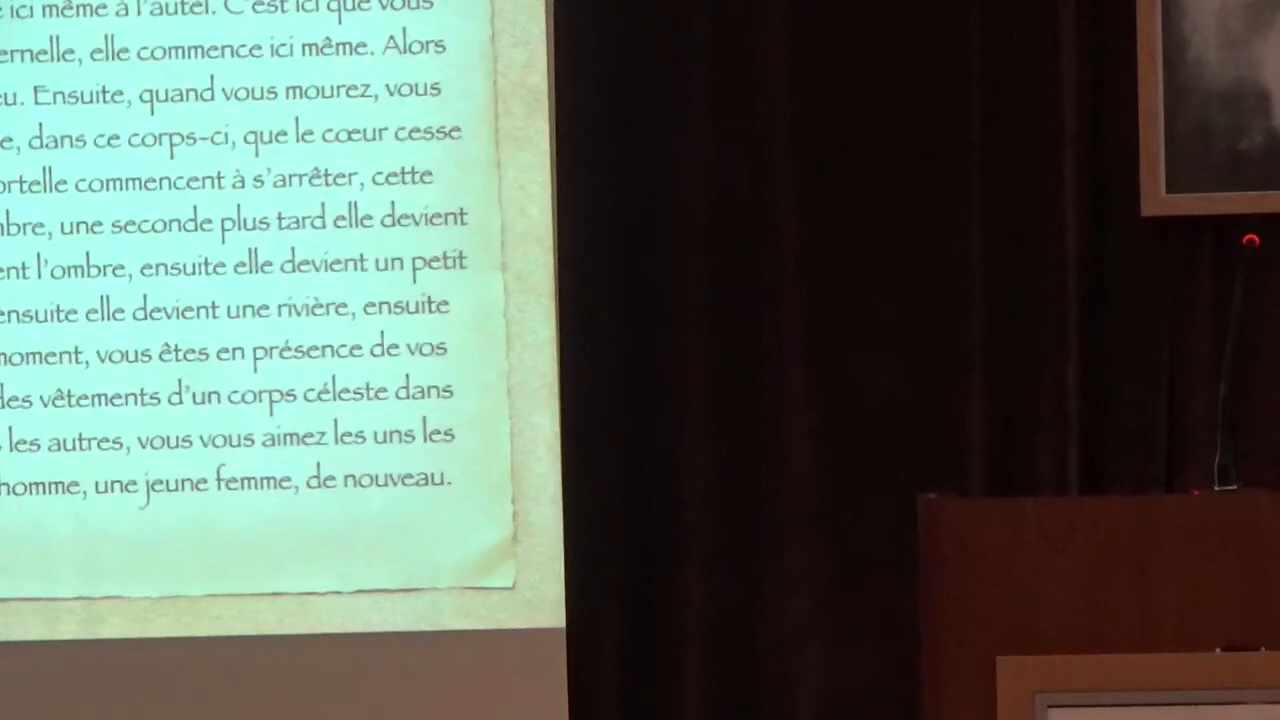 ici même à l'autel. C'est ici que vous
ernelle, elle commence ici même. Alors
eu. Ensuite, quand vous mourez, vous
e, dans ce corps-ci, que le cœur cesse
ortelle commencent à s'arrêter, cette
mbre, une seconde plus tard elle devient
ent l'ombre, ensuite elle devient un petit
ensuite elle devient une rivière, ensuite
moment, vous êtes en présence de vos
des vêtements d'un corps céleste dans
les autres, vous vous aimez les uns les
homme, une jeune femme, de nouveau.